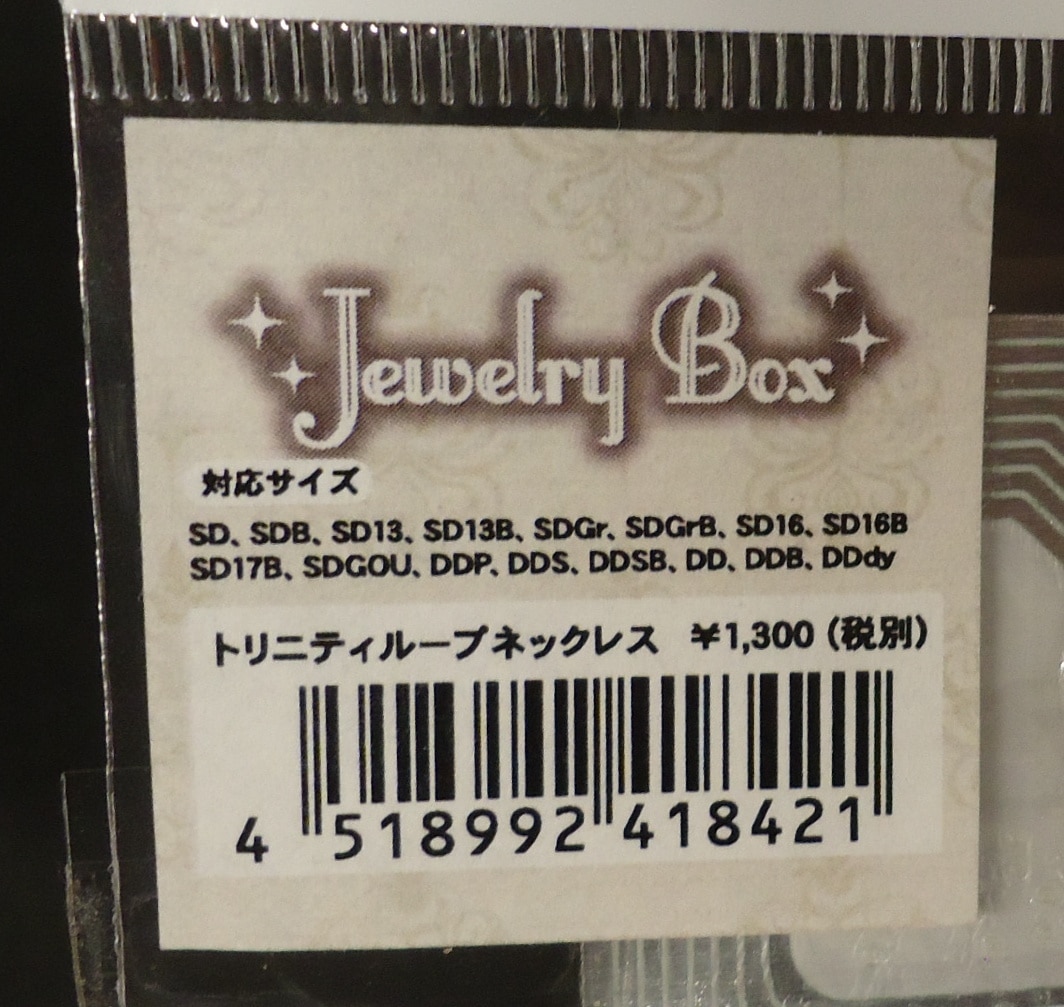 Jewelry Box
対応サイズ
SD、SDB、SD13、SD13B、SDGr、SDGrB、SD16、SD16B
SD17B、SDGOU、DDP、DDS、DDSB、DD、DDB、DDdy
トリニティループネックレス ¥1,300（税別）
4 518992 418421